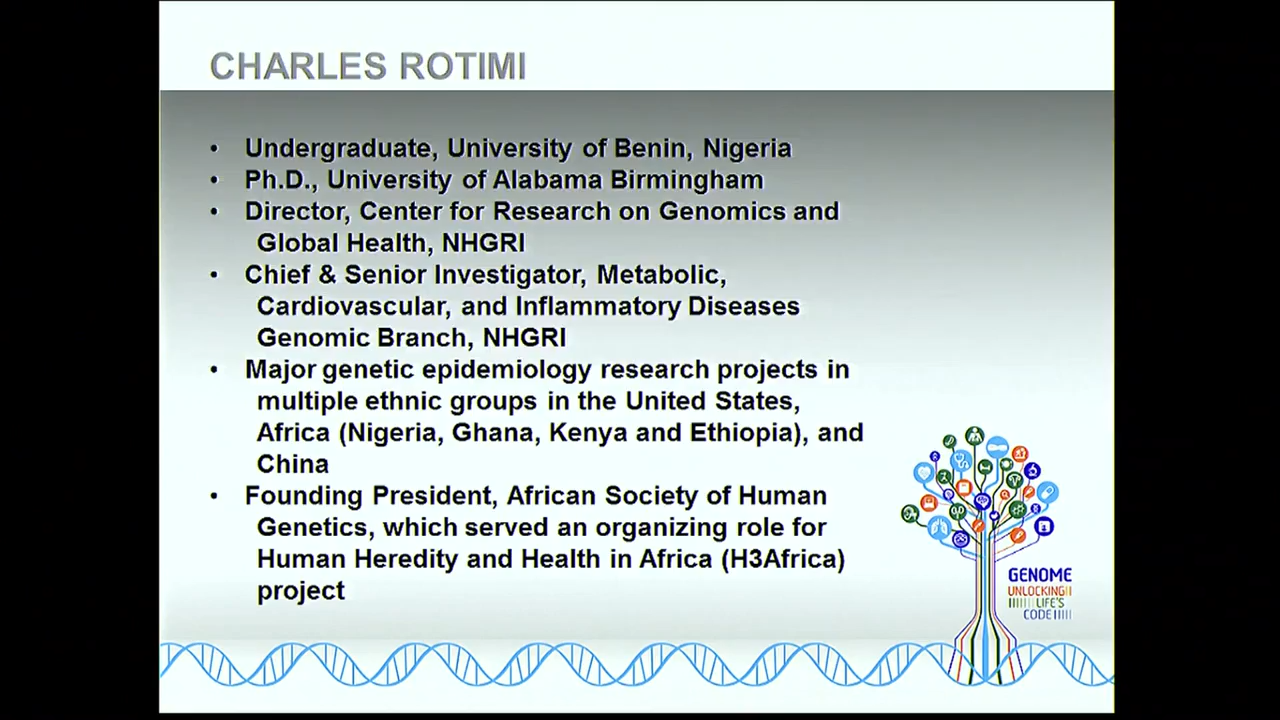 CHARLES ROTIMI
• Undergraduate, University of Benin, Nigeria
• Ph.D., University of Alabama Birmingham
• Director, Center for Research on Genomics and
Global Health, NHGRI
• Chief & Senior Investigator, Metabolic,
Cardiovascular, and Inflammatory Diseases
Genomic Branch, NHGRI
• Major genetic epidemiology research projects in
multiple ethnic groups in the United States,
Africa (Nigeria, Ghana, Kenya and Ethiopia), and
China
• Founding President, African Society of Human
Genetics, which served an organizing role for
Human Heredity and Health in Africa (H3Africa)
project
GENOME
UNLOCKING
LIFE'S
CODE